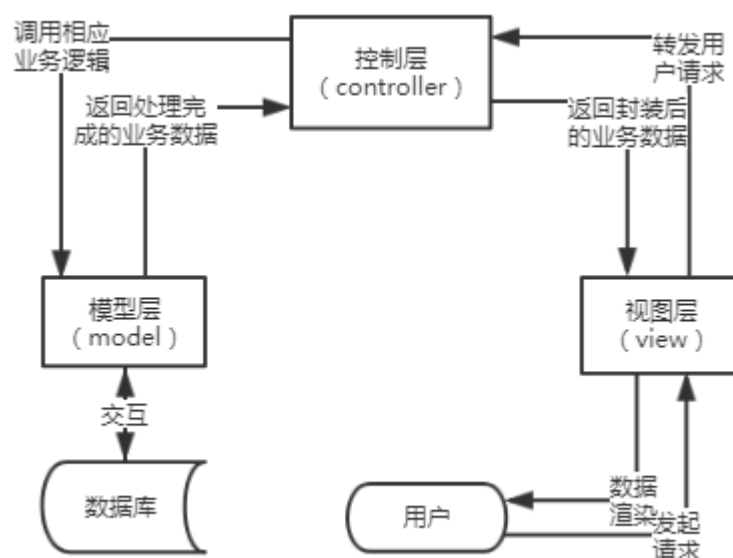 调用相应
业务逻辑
控制层
（controller）
转发用
户请求
返回处理完
成的业务数据
返回封装后
的业务数据
模型层
（model）
视图层
（view）
交互
数据库
用户
数据
渲染
发起
请求